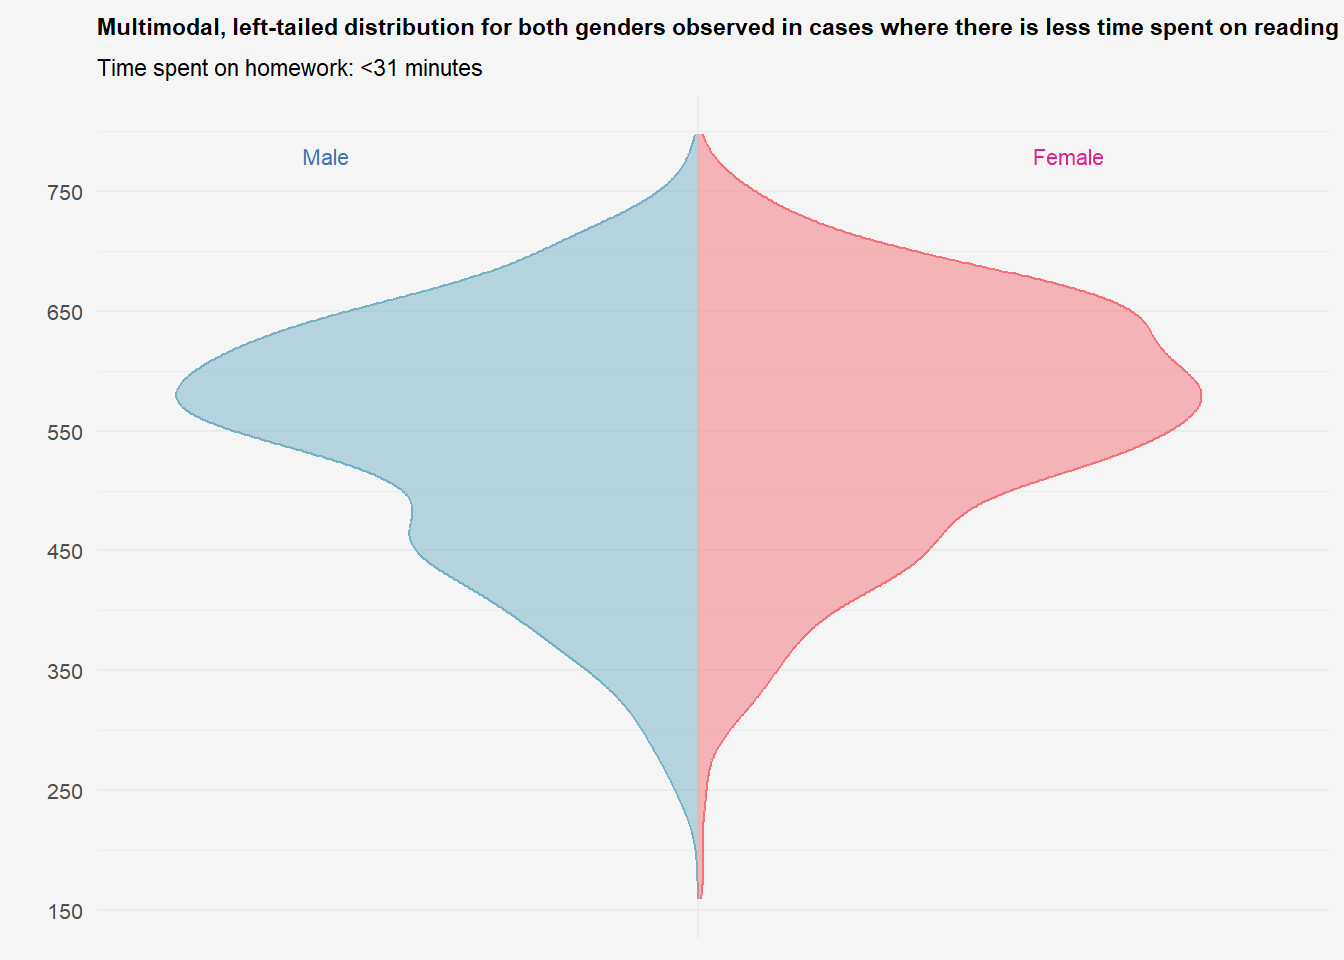 Multimodal, left-tailed distribution for both genders observed in cases where there is less time spent on reading
Time spent on homework: <31 minutes
Male
Female
750
650
550
450
350
250
150